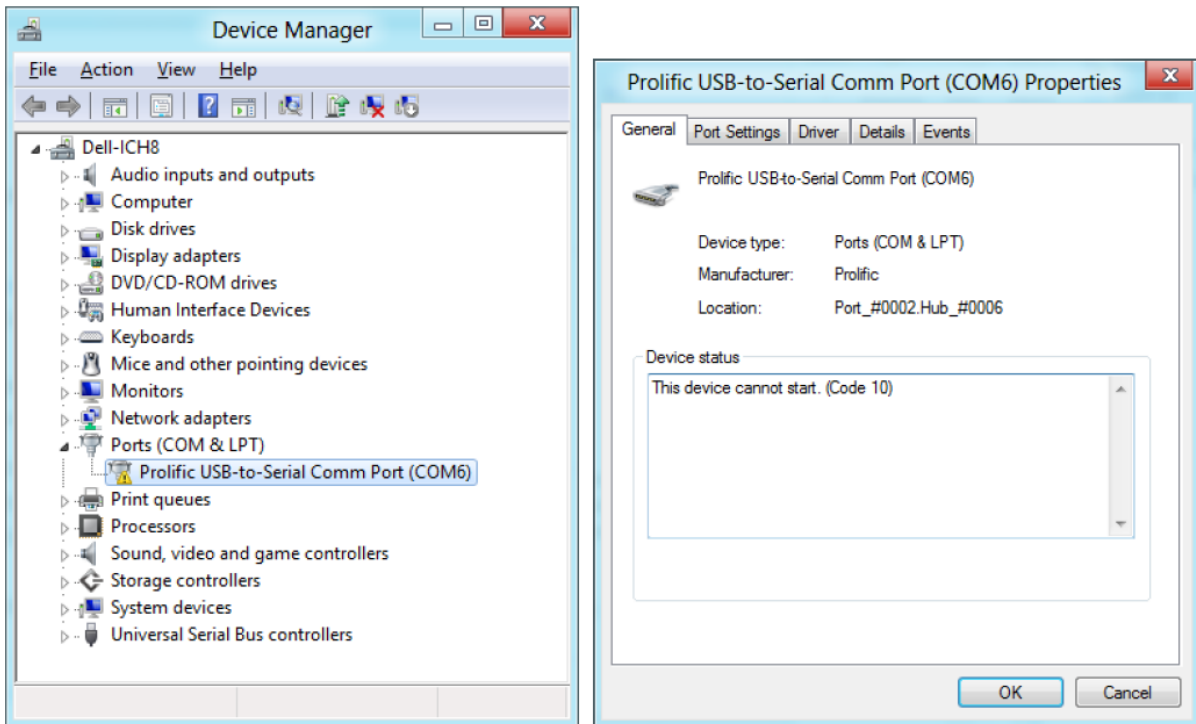 Device Manager
File Action View Help
Dell-ICH8
Audio inputs and outputs
Computer
Disk drives
Display adapters
DVD/CD-ROM drives
Human Interface Devices
Keyboards
Mice and other pointing devices
Monitors
Network adapters
Ports (COM & LPT)
Prolific USB-to-Serial Comm Port (COM6)
Print queues
Processors
Sound, video and game controllers
Storage controllers
System devices
Universal Serial Bus controllers
Prolific USB-to-Serial Comm Port (COM6) Properties
General Port Settings Driver Details Events
Prolific USB-to-Serial Comm Port (COM6)
Device type: Ports (COM & LPT)
Manufacturer: Prolific
Location: Port_#0002.Hub_#0006
Device status
This device cannot start. (Code 10)
OK Cancel